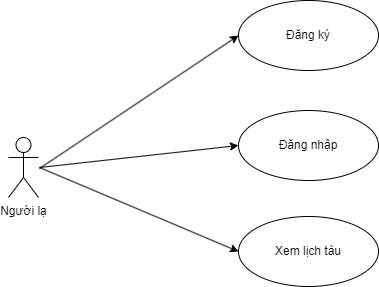 Đăng ký
Đăng nhập
Người lạ
Xem lịch tàu